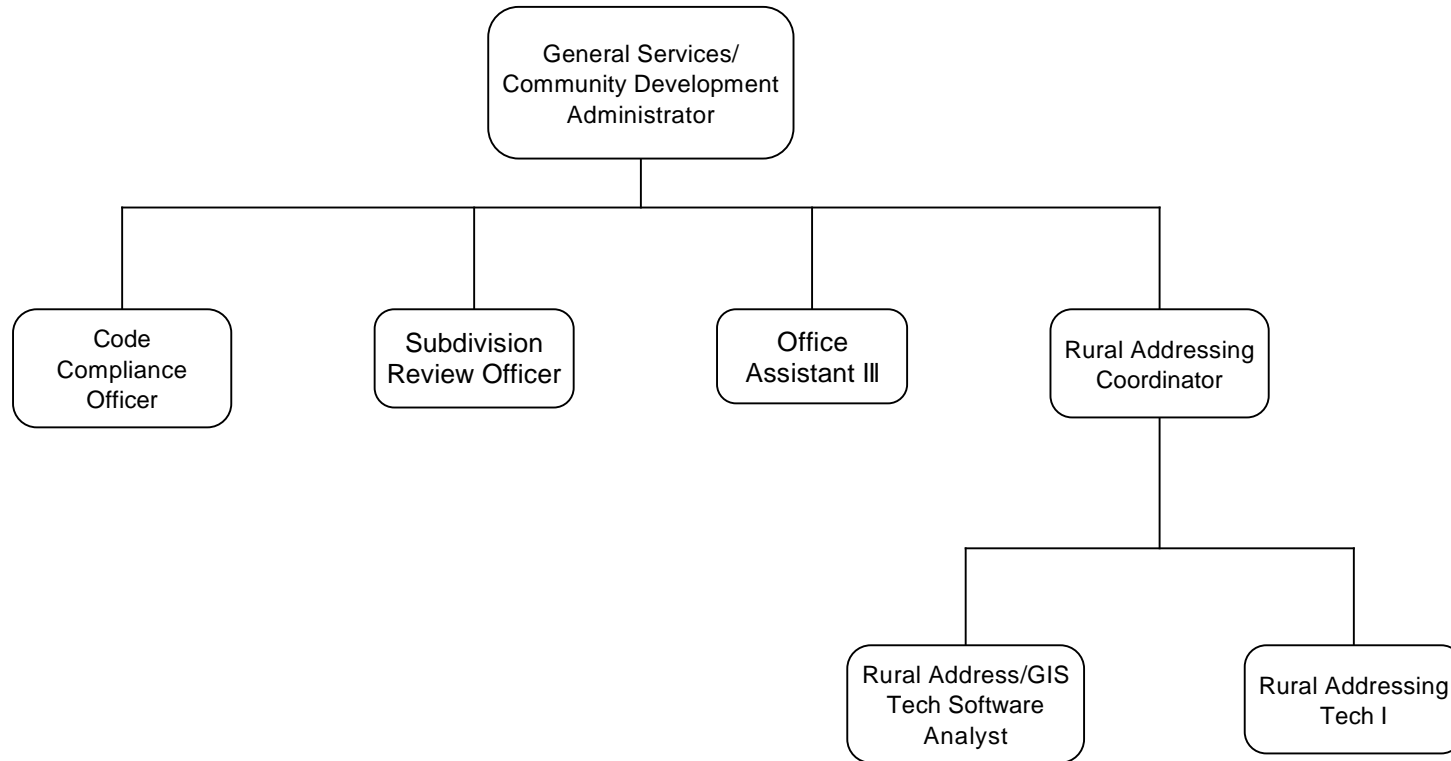 General Services/
Community Development
Administrator
Code
Compliance
Officer
Subdivision
Review Officer
Office
Assistant III
Rural Addressing
Coordinator
Rural Address/GIS
Tech Software
Analyst
Rural Addressing
Tech I